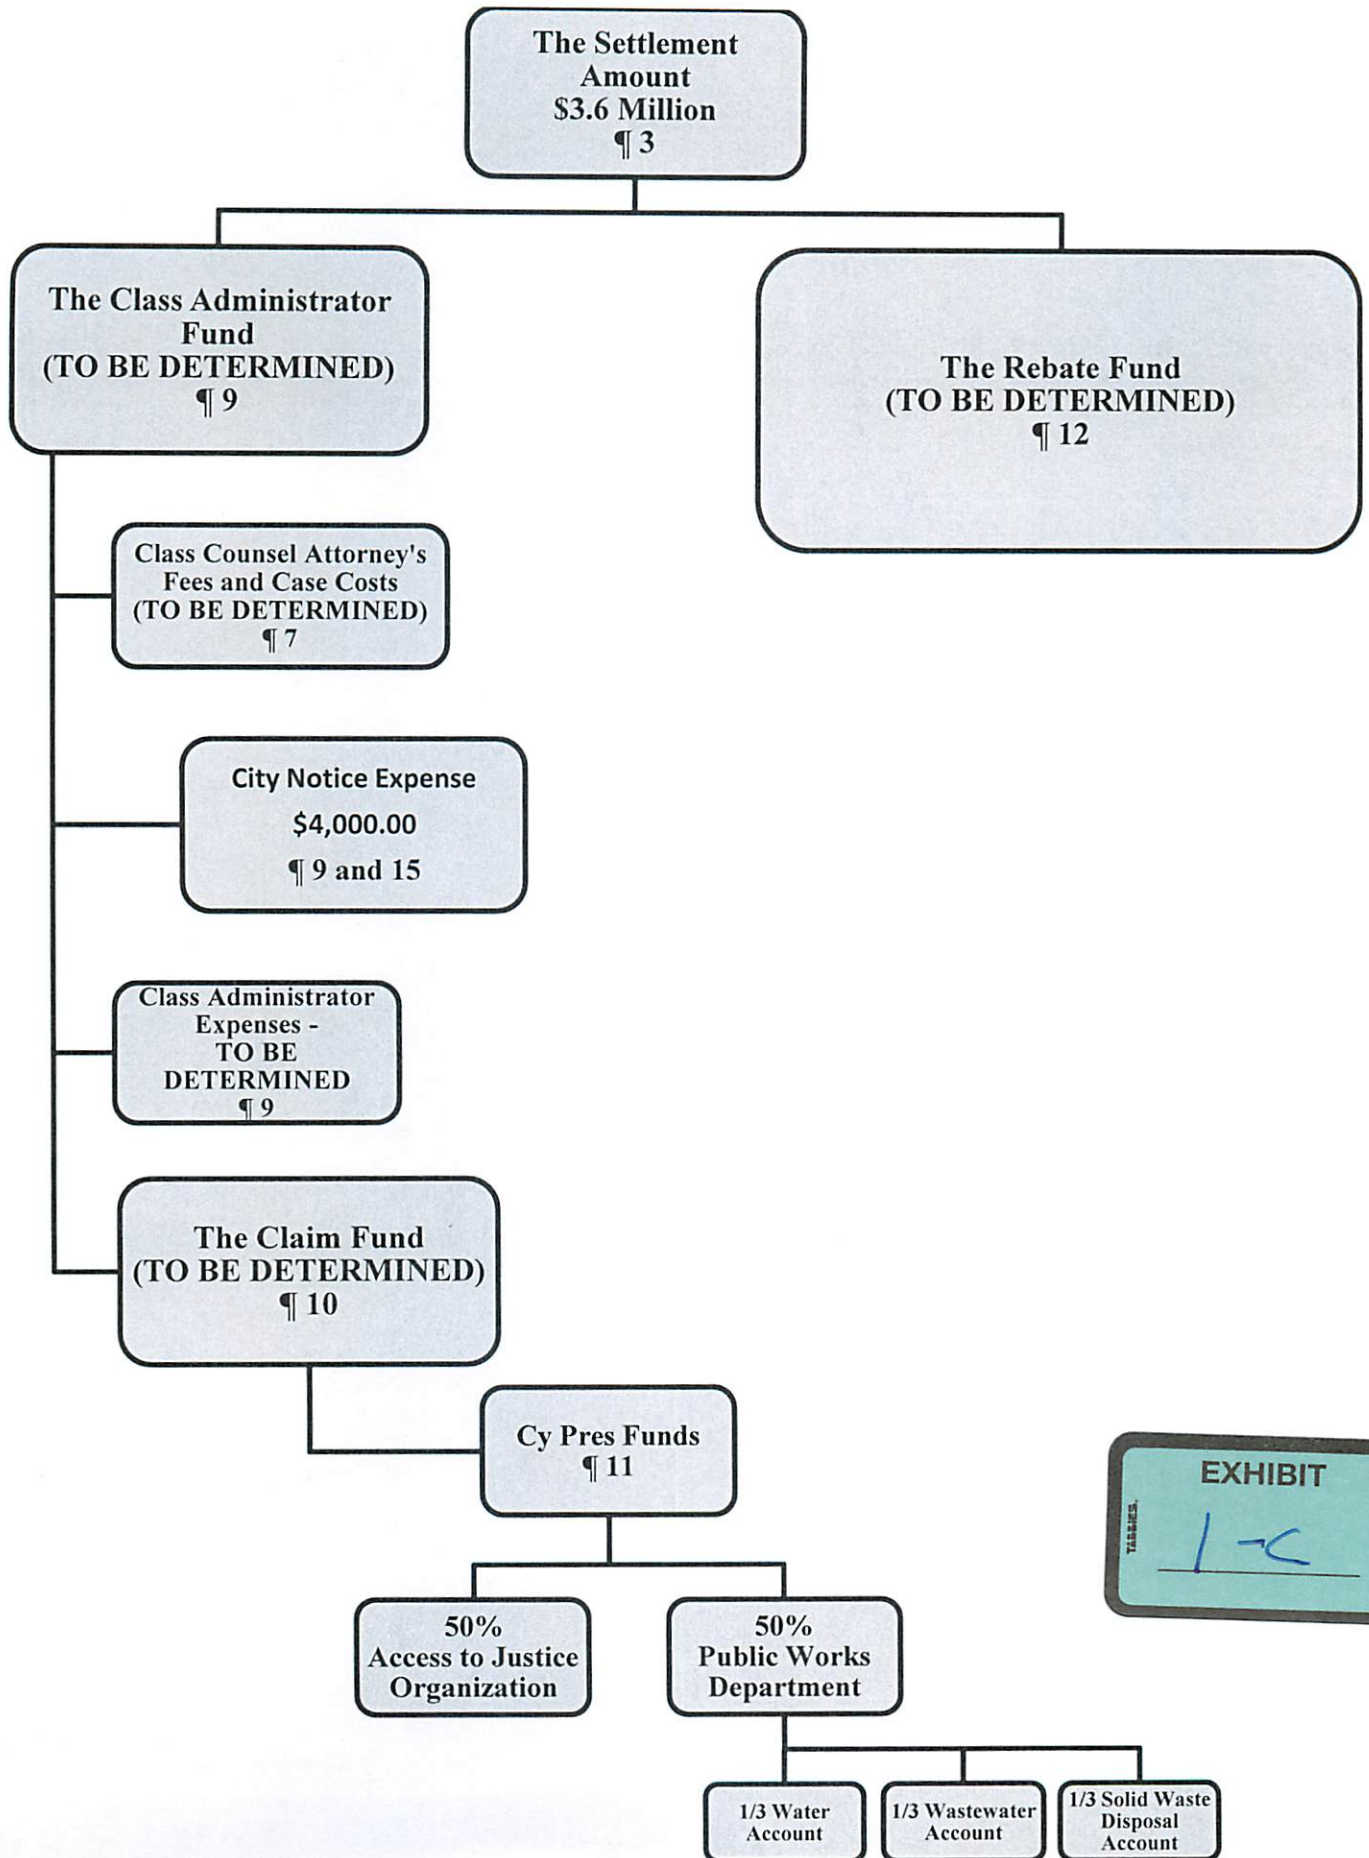 The Settlement
Amount
$3.6 Million
¶ 3
The Class Administrator
Fund
(TO BE DETERMINED)
¶ 9
The Rebate Fund
(TO BE DETERMINED)
¶ 12
Class Counsel Attorney's
Fees and Case Costs
(TO BE DETERMINED)
¶ 7
City Notice Expense
$4,000.00
¶ 9 and 15
Class Administrator
Expenses -
TO BE
DETERMINED
¶ 9
The Claim Fund
(TO BE DETERMINED)
¶ 10
Cy Pres Funds
¶ 11
EXHIBIT
TABBIES.
1-C
50%
Access to Justice
Organization
50%
Public Works
Department
1/3 Water
Account
1/3 Wastewater
Account
1/3 Solid Waste
Disposal
Account